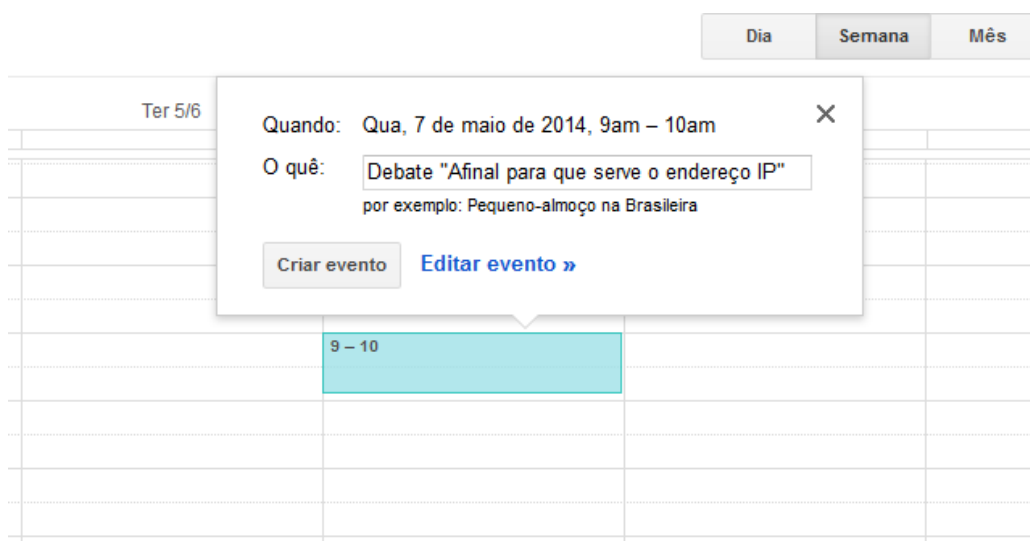 Dia Semana Mês
Ter 5/6
Quando: Qua, 7 de maio de 2014, 9am – 10am
O quê: Debate "Afinal para que serve o endereço IP"
por exemplo: Pequeno-almoço na Brasileira
Criar evento Editar evento »
9 – 10